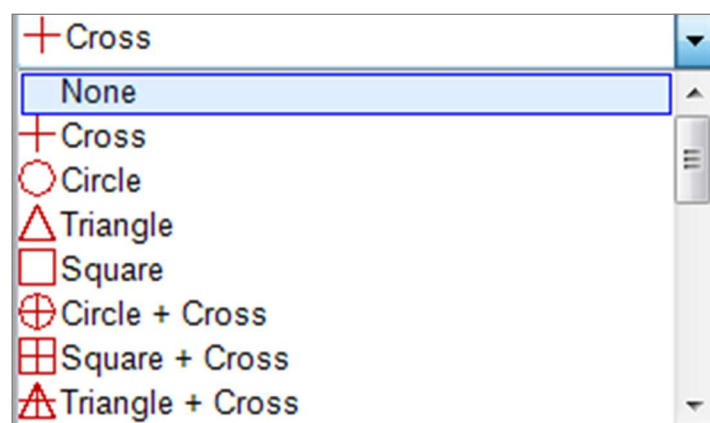 Cross
None
Cross
Circle
Triangle
Square
Circle + Cross
Square + Cross
Triangle + Cross